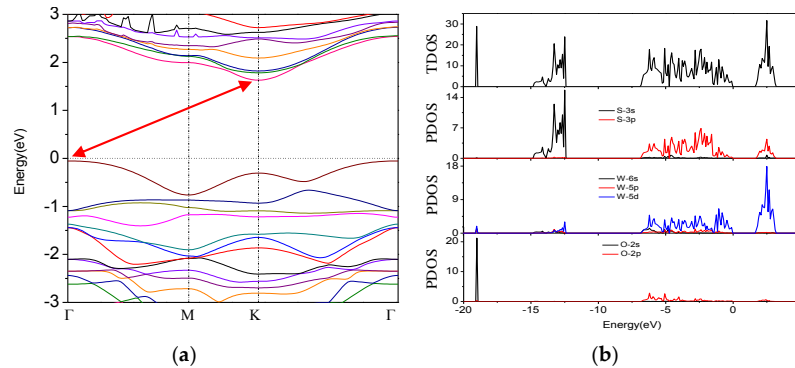 3
2
1
0
-1
-2
-3
Energy(eV)
Γ
M
K
Γ
(a)
30
20
10
0
TDOS
14
7
0
PDOS
S-3s
S-3p
18
9
0
PDOS
W-6s
W-5p
W-5d
20
10
0
PDOS
O-2s
O-2p
-20
-15
-10
-5
0
Energy(eV)
(b)